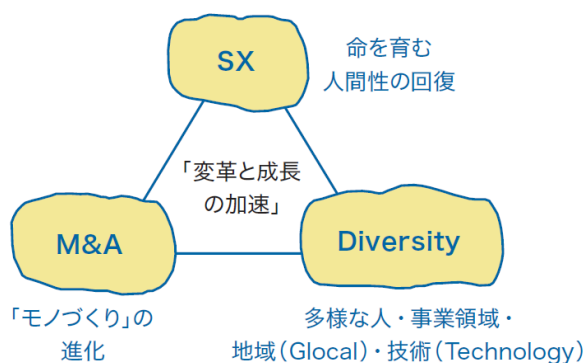 SX
命を育む
人間性の回復
「変革と成長
の加速」
M&A
Diversity
「モノづくり」の
進化
多様な人・事業領域・
地域(Glocal)・技術(Technology)